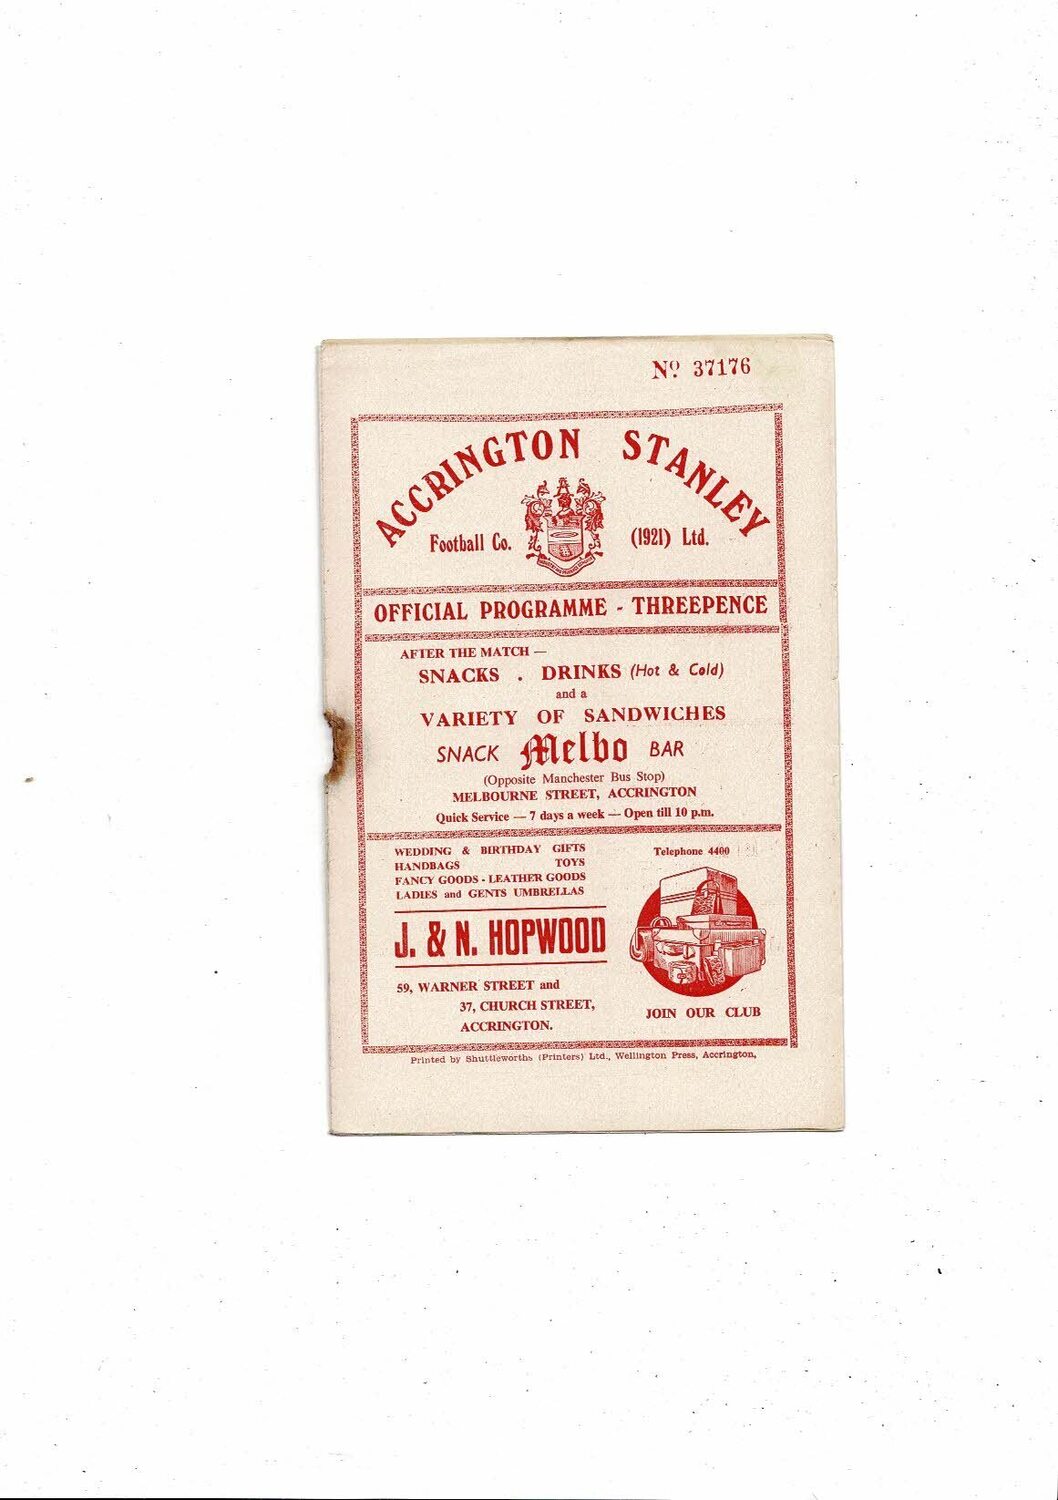 Nº 37176
ACCRINGTON STANLEY
Football Co. (1921) Ltd.
OFFICIAL PROGRAMME - THREEPENCE
AFTER THE MATCH —
SNACKS . DRINKS (Hot & Cold)
and a
VARIETY OF SANDWICHES
SNACK Melbo BAR
(Opposite Manchester Bus Stop)
MELBOURNE STREET, ACCRINGTON
Quick Service — 7 days a week — Open till 10 p.m.
WEDDING & BIRTHDAY GIFTS
HANDBAGS TOYS
FANCY GOODS - LEATHER GOODS
LADIES and GENTS UMBRELLAS
J. & N. HOPWOOD
59, WARNER STREET and
37, CHURCH STREET,
ACCRINGTON.
Telephone 4400
JOIN OUR CLUB
Printed by Shuttleworths (Printers) Ltd., Wellington Press, Accrington,